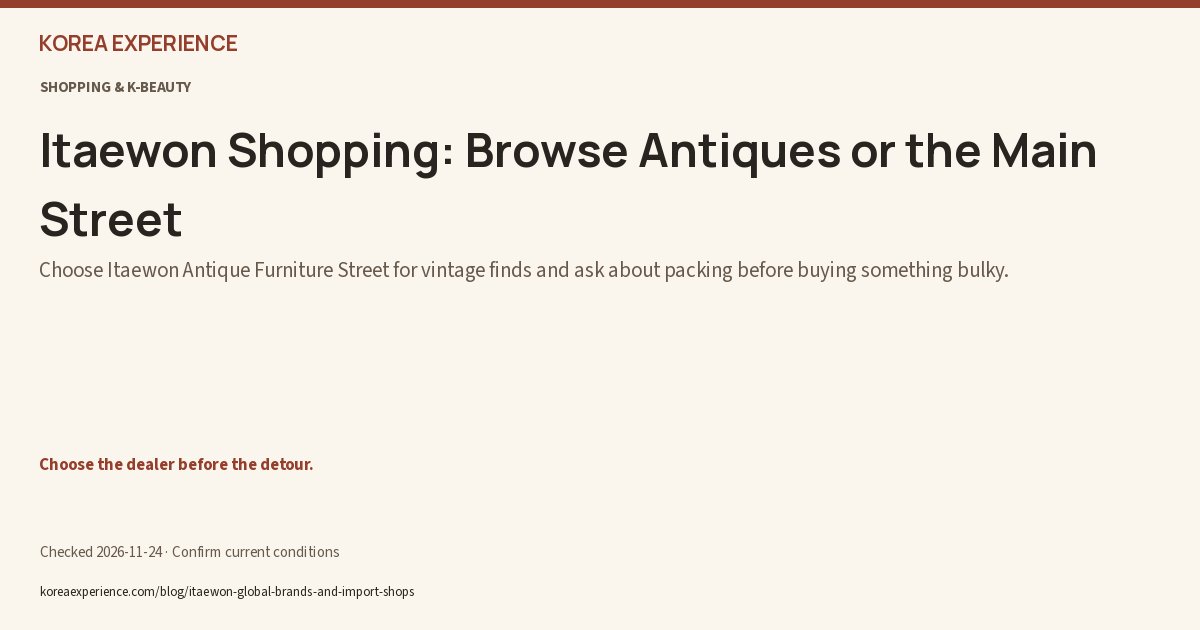 KOREA EXPERIENCE
SHOPPING & K-BEAUTY
Itaewon Shopping: Browse Antiques or the Main
Street
Choose Itaewon Antique Furniture Street for vintage finds and ask about packing before buying something bulky.
Choose the dealer before the detour.
Checked 2026-11-24 · Confirm current conditions
koreaexperience.com/blog/itaewon-global-brands-and-import-shops